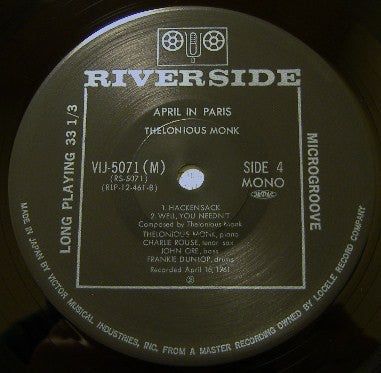 RIVERSIDE
APRIL IN PARIS
THELONIOUS MONK
VIJ-5071 (M)
(RS-5071)
(RLP-12-461-B)
SIDE 4
MONO
LONG PLAYING 33 1/3
MICROGROOVE
1. HACKENSACK
2. WELL, YOU NEEDN'T
Composed by Thelonious Monk
THELONIOUS MONK, piano
CHARLIE ROUSE, tenor sax
JOHN ORE, bass
FRANKIE DUNLOP, drums
Recorded April 16, 1961
MADE IN JAPAN BY VICTOR MUSICAL INDUSTRIES, INC. FROM A MASTER RECORDING OWNED BY LOCELE RECORD COMPANY